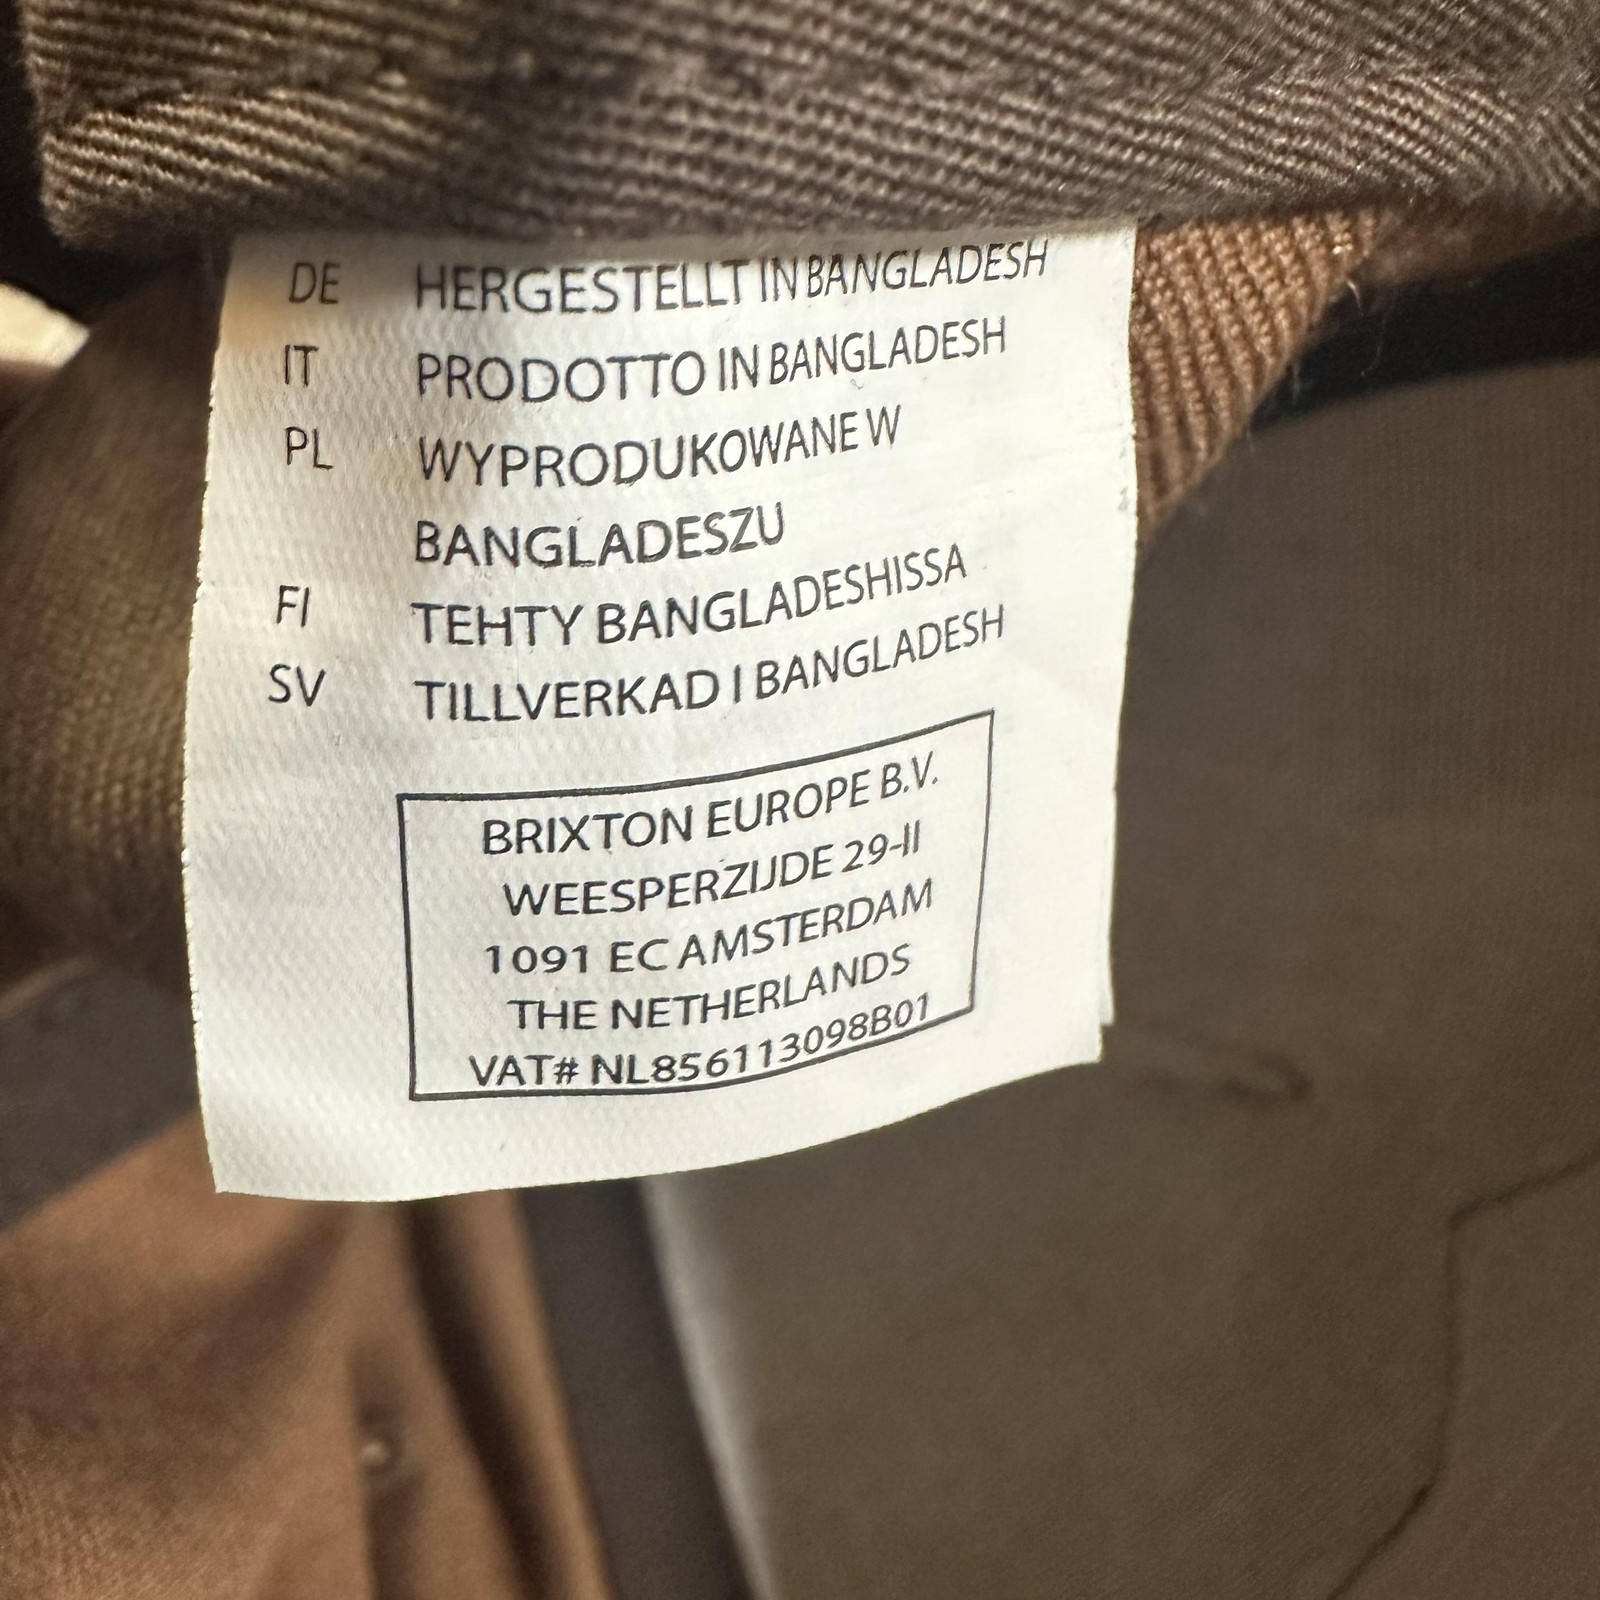 DE HERGESTELLT IN BANGLADESH
IT PRODOTTO IN BANGLADESH
PL WYPRODUKOWANE W
BANGLADESZU
FI TEHTY BANGLADESHISSA
SV TILLVERKAD I BANGLADESH
BRIXTON EUROPE B.V.
WEESPERZIJDE 29-II
1091 EC AMSTERDAM
THE NETHERLANDS
VAT# NL856113098B01